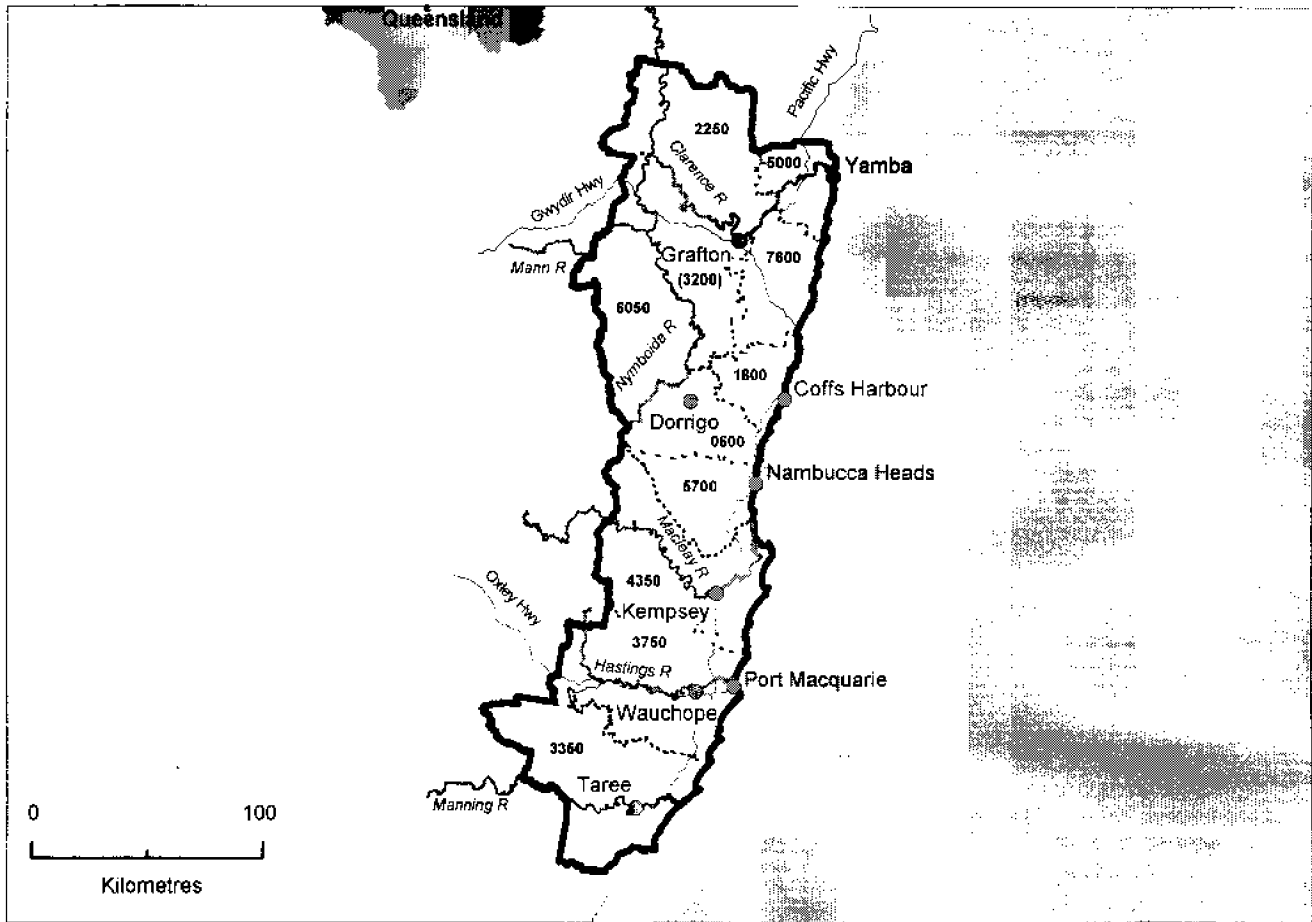 Queensland
Pacific Hwy
2250
Clarence R
5000
Yamba
Gwydir Hwy
Mann R
Grafton
(3200)
7600
6050
Nymboida R
1800
Coffs Harbour
Dorrigo
0600
Nambucca Heads
5700
Macleay R
4350
Oxley Hwy
Kempsey
3750
Hastings R
Port Macquarie
Wauchope
3350
Taree
Manning R
0 100
Kilometres